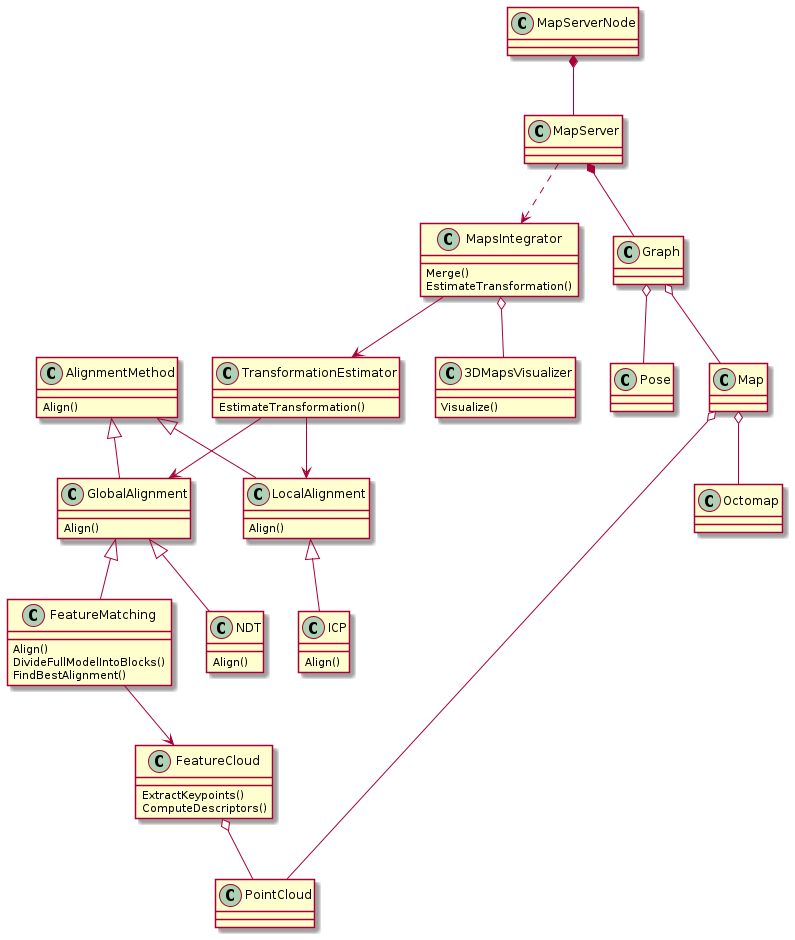 C MapServerNode
C MapServer
C MapsIntegrator
Merge()
EstimateTransformation()
C Graph
C AlignmentMethod
Align()
C TransformationEstimator
EstimateTransformation()
C 3DMapsVisualizer
Visualize()
C Pose
C Map
C GlobalAlignment
Align()
C LocalAlignment
Align()
C Octomap
C FeatureMatching
Align()
DivideFullModelIntoBlocks()
FindBestAlignment()
C NDT
Align()
C ICP
Align()
C FeatureCloud
ExtractKeypoints()
ComputeDescriptors()
C PointCloud